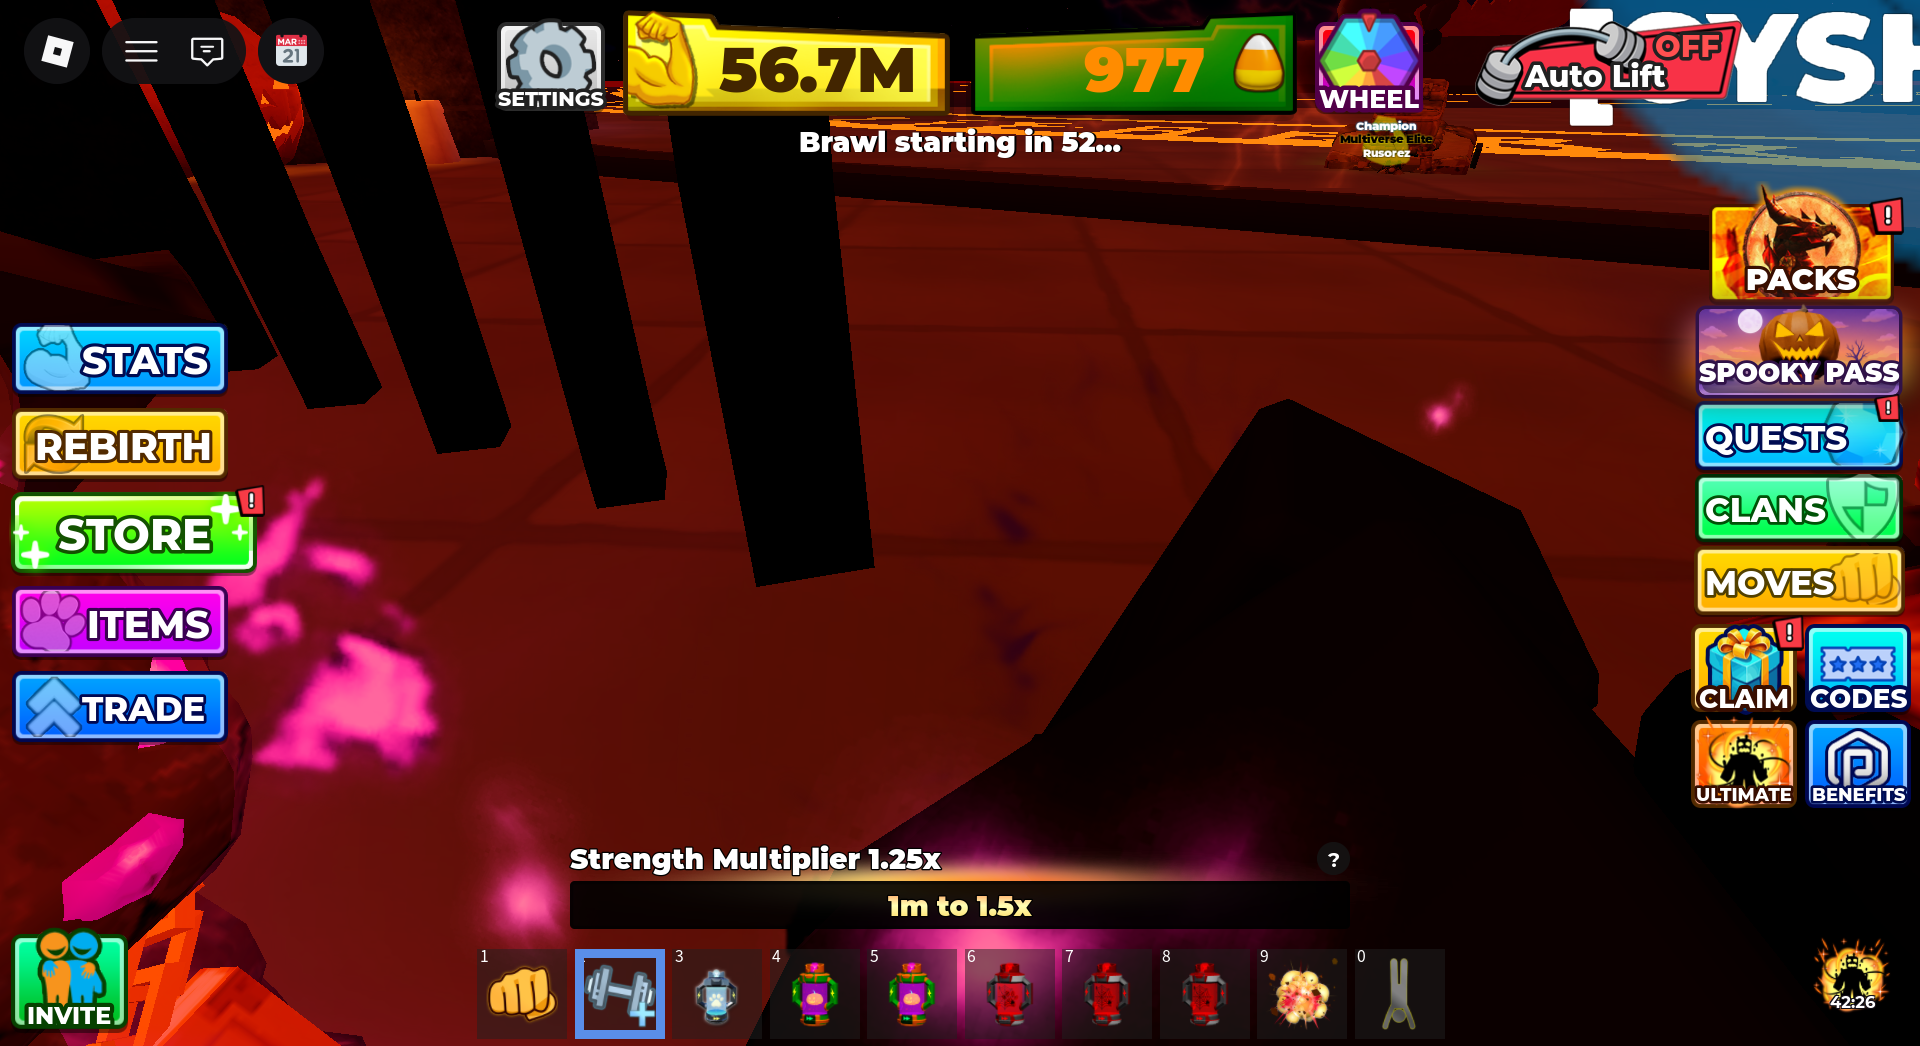 MAR
21
SETTINGS
56.7M
977
WHEEL
OFF
Auto Lift
Brawl starting in 52...
Champion
Multiverse Elite
Rusorez
!
PACKS
SPOOKY PASS
!
QUESTS
CLANS
MOVES
!
CLAIM
CODES
ULTIMATE
BENEFITS
STATS
REBIRTH
!
STORE
ITEMS
TRADE
INVITE
Strength Multiplier 1.25x
?
1m to 1.5x
1
3
4
5
6
7
8
9
0
42:26